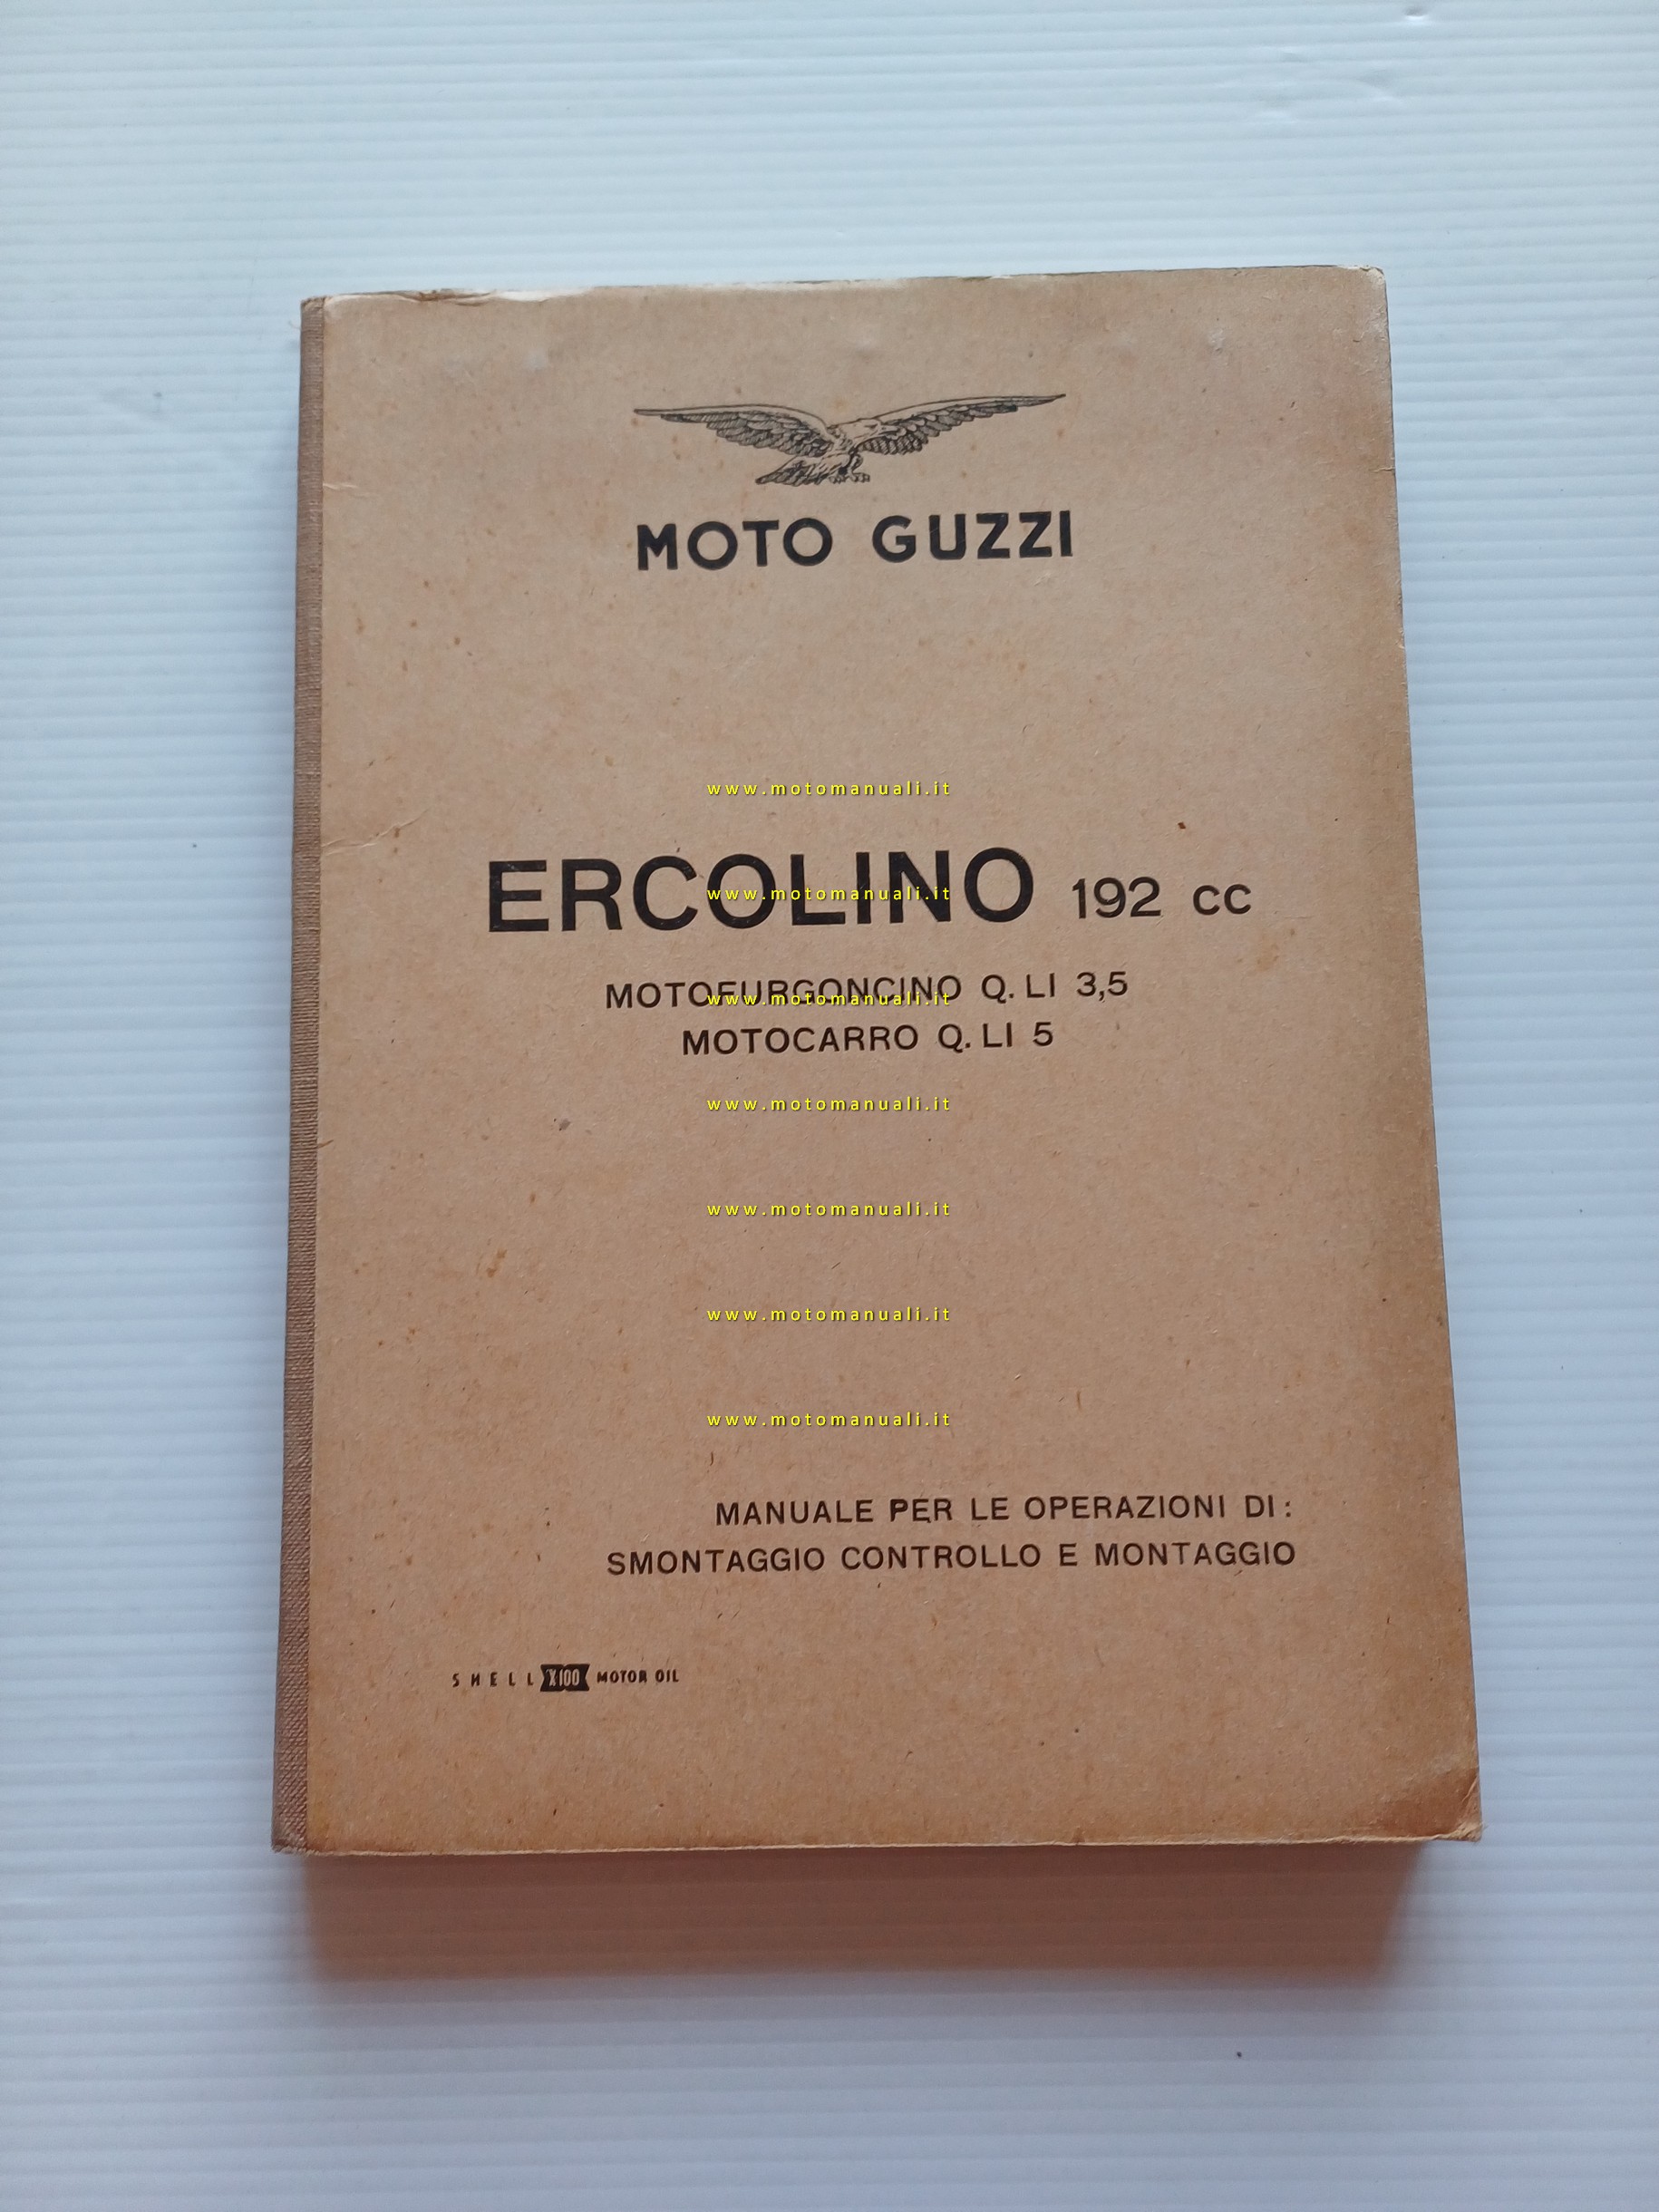 MOTO GUZZI
www.motomanuali.it
ERCOLINO 192 cc
www.motomanuali.it
MOTOFURGONCINO Q. LI 3,5
www.motomanuali.it
MOTOCARRO Q. LI 5
www.motomanuali.it
www.motomanuali.it
www.motomanuali.it
www.motomanuali.it
MANUALE PER LE OPERAZIONI DI :
SMONTAGGIO CONTROLLO E MONTAGGIO
SHELL X100 MOTOR OIL